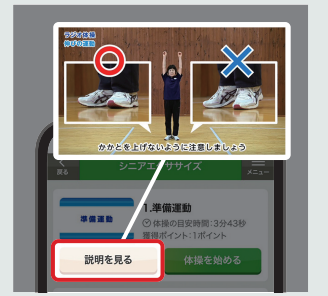 ラジオ体操
伸びの運動
かかとを上げないように注意しましょう
戻る
シニアエクササイズ
メニュー
準備運動
1.準備運動
体操の目安時間:3分43秒
獲得ポイント:1ポイント
説明を見る
体操を始める